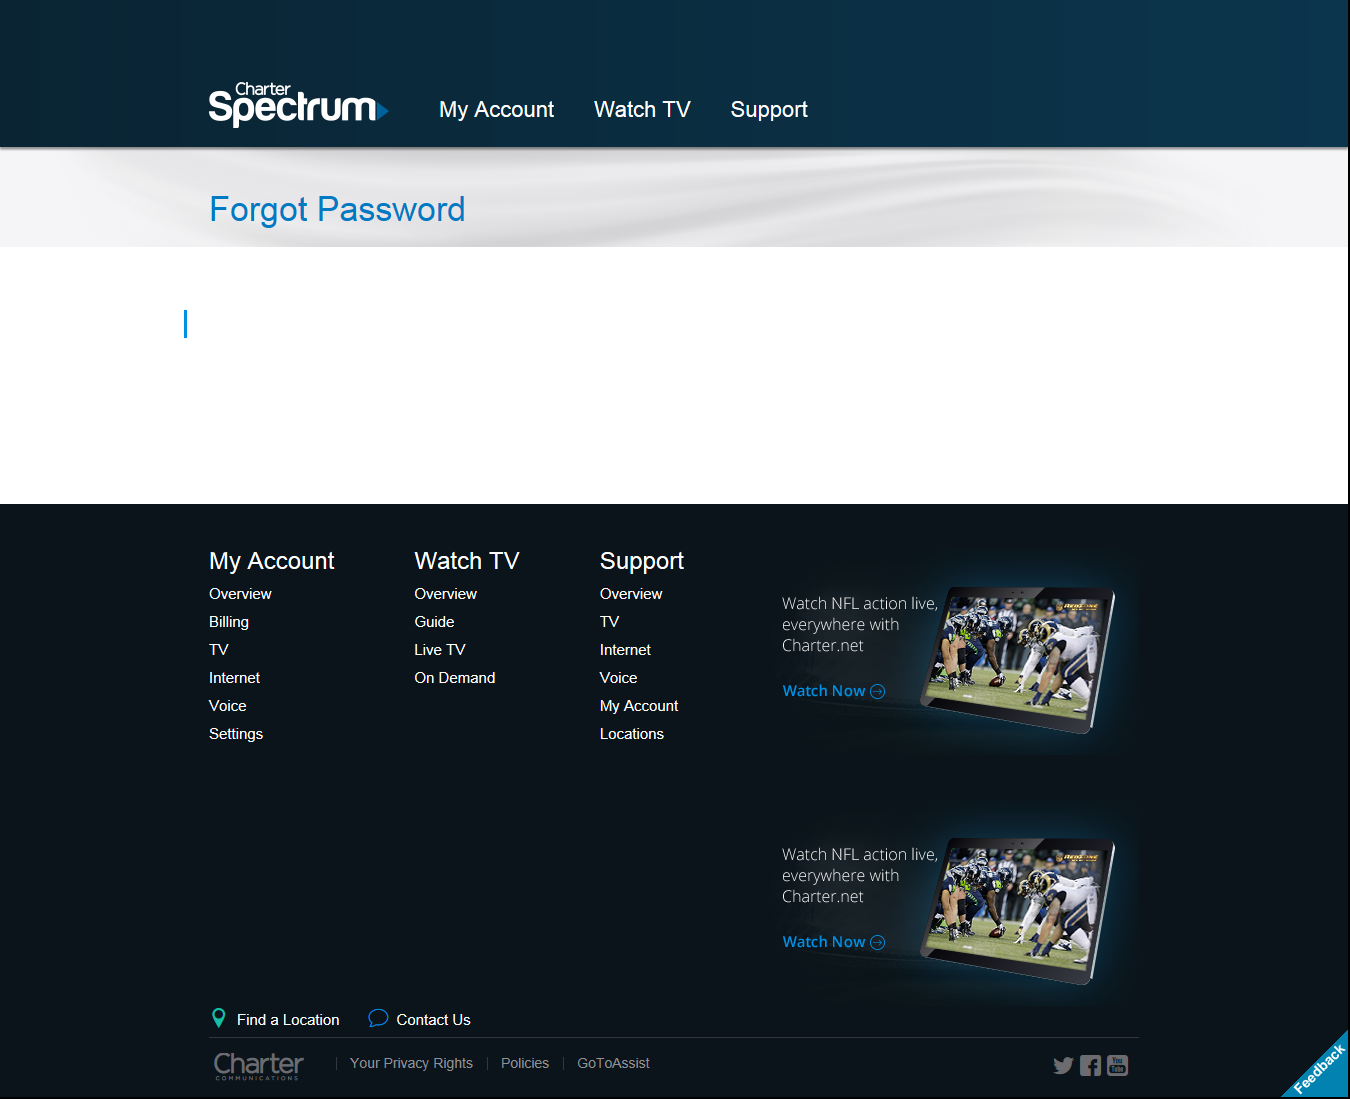 Charter
Spectrum
My Account
Watch TV
Support
Forgot Password
My Account
Overview
Billing
TV
Internet
Voice
Settings
Watch TV
Overview
Guide
Live TV
On Demand
Support
Overview
TV
Internet
Voice
My Account
Locations
Watch NFL action live,
everywhere with
Charter.net
Watch Now
Watch NFL action live,
everywhere with
Charter.net
Watch Now
Find a Location
Contact Us
Charter
COMMUNICATIONS
Your Privacy Rights
Policies
GoToAssist
You
Tube
Feedback